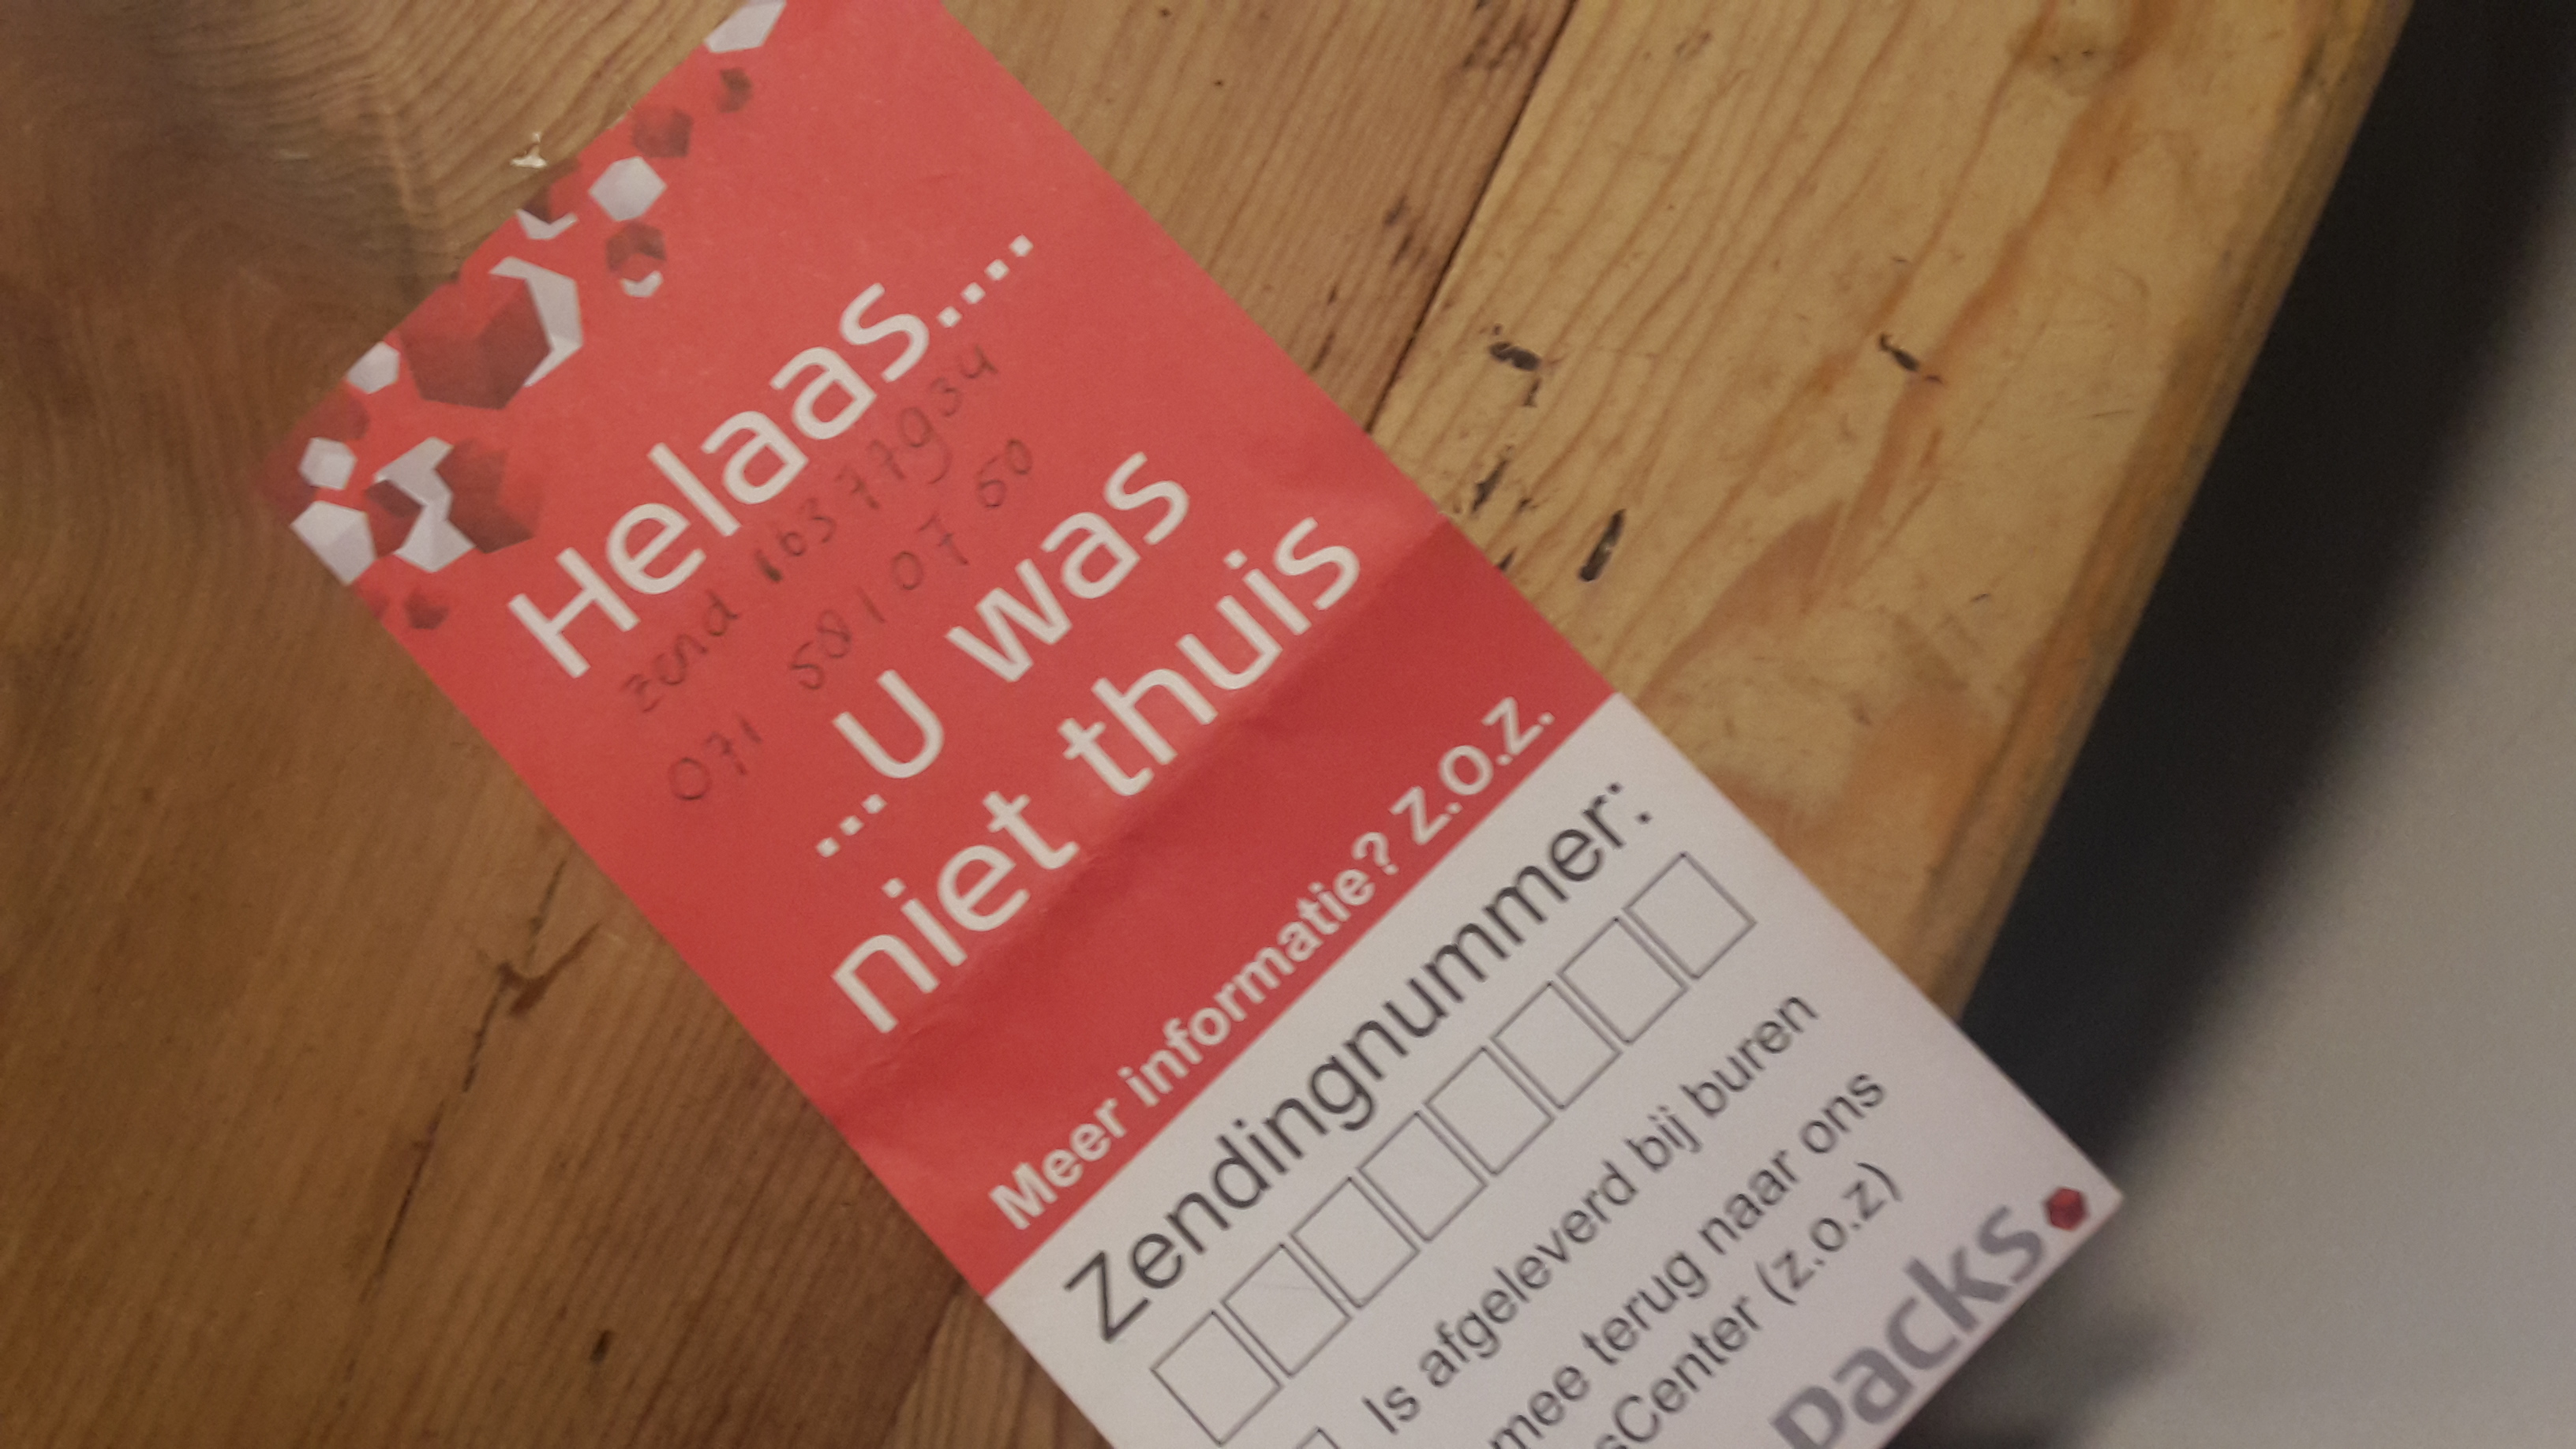 Helaas....
zend 16377934
071 5810760
...U was
niet thuis
Meer informatie? z.o.z.
Zendingnummer:
Is afgeleverd bij buren
mee terug naar ons
sCenter (z.o.z)
Packs